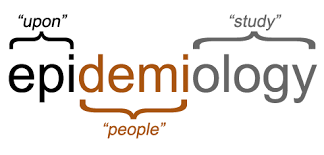 “upon” “study”
epidemiology
“people”